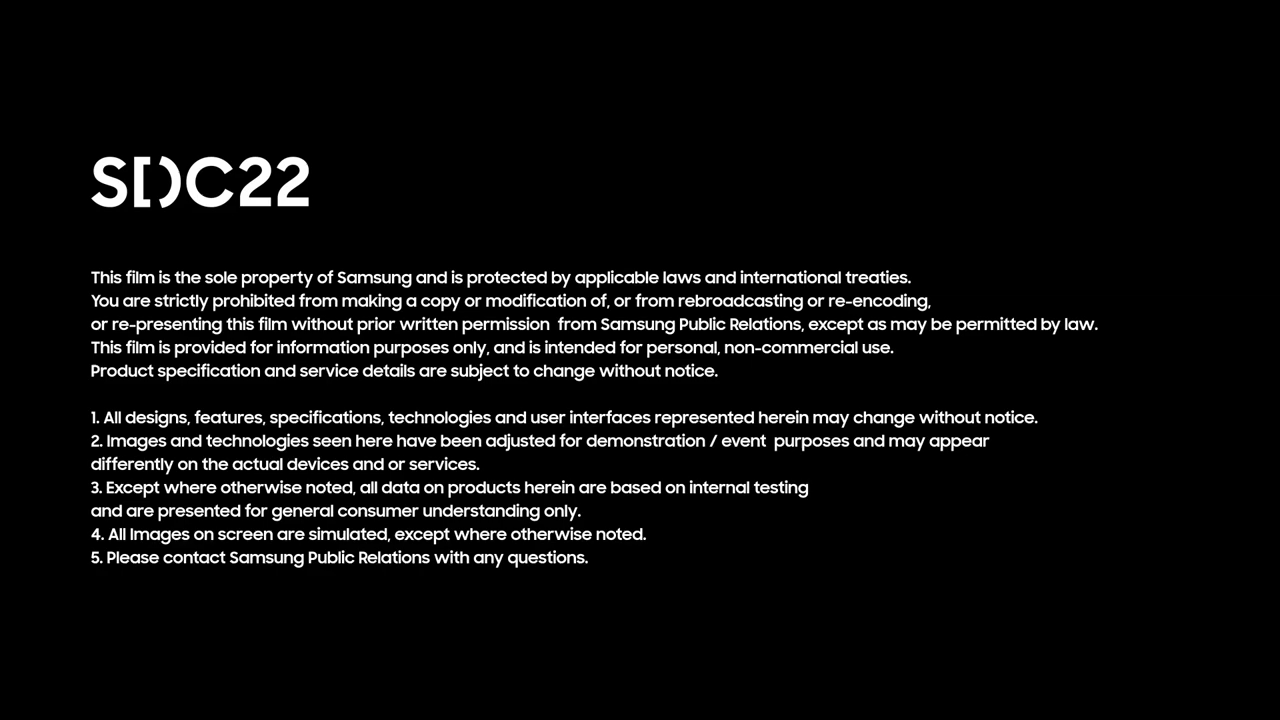 SDC22
This film is the sole property of Samsung and is protected by applicable laws and international treaties.
You are strictly prohibited from making a copy or modification of, or from rebroadcasting or re-encoding,
or re-presenting this film without prior written permission  from Samsung Public Relations, except as may be permitted by law.
This film is provided for information purposes only, and is intended for personal, non-commercial use.
Product specification and service details are subject to change without notice.
1. All designs, features, specifications, technologies and user interfaces represented herein may change without notice.
2. Images and technologies seen here have been adjusted for demonstration / event  purposes and may appear
differently on the actual devices and or services.
3. Except where otherwise noted, all data on products herein are based on internal testing
and are presented for general consumer understanding only.
4. All Images on screen are simulated, except where otherwise noted.
5. Please contact Samsung Public Relations with any questions.